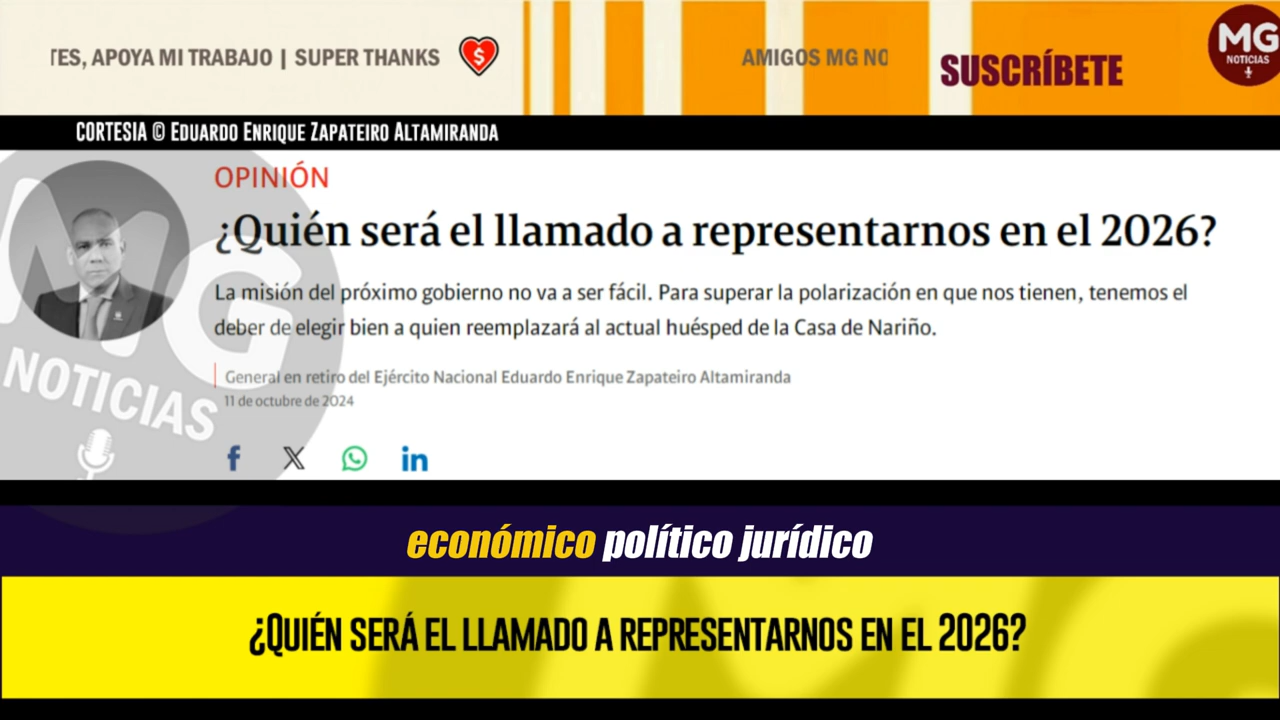 TES, APOYA MI TRABAJO | SUPER THANKS
AMIGOS MG NO
SUSCRÍBETE
MG
NOTICIAS
CORTESIA © EDUARDO ENRIQUE ZAPATEIRO ALTAMIRANDA
OPINIÓN
¿Quién será el llamado a representarnos en el 2026?
La misión del próximo gobierno no va a ser fácil. Para superar la polarización en que nos tienen, tenemos el
deber de elegir bien a quien reemplazará al actual huésped de la Casa de Nariño.
General en retiro del Ejército Nacional Eduardo Enrique Zapateiro Altamiranda
11 de octubre de 2024
MG
NOTICIAS
económico político jurídico
¿QUIÉN SERÁ EL LLAMADO A REPRESENTARNOS EN EL 2026?